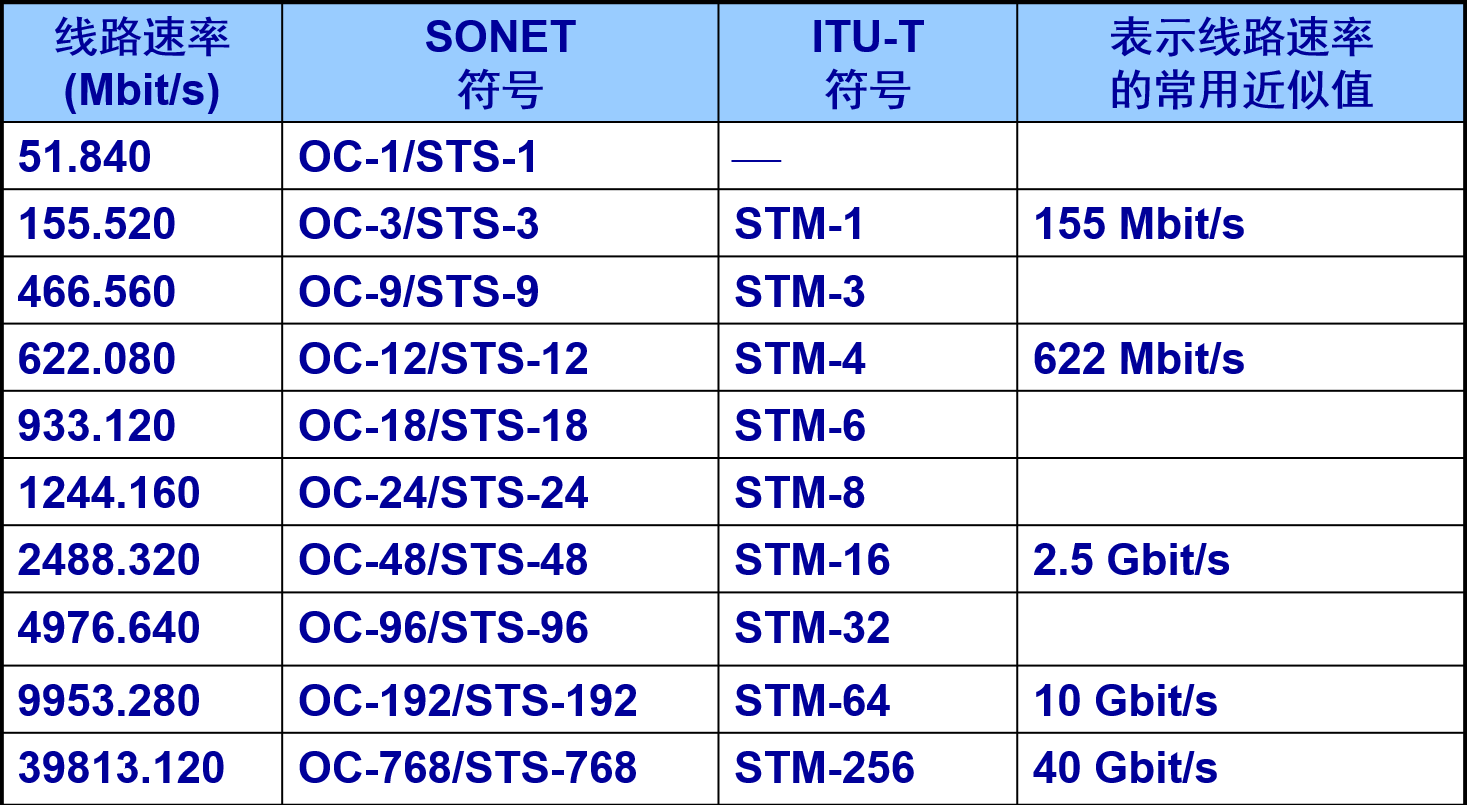 线路速率 (Mbit/s) SONET 符号 ITU-T 符号 表示线路速率 的常用近似值
51.840 OC-1/STS-1 —
155.520 OC-3/STS-3 STM-1 155 Mbit/s
466.560 OC-9/STS-9 STM-3
622.080 OC-12/STS-12 STM-4 622 Mbit/s
933.120 OC-18/STS-18 STM-6
1244.160 OC-24/STS-24 STM-8
2488.320 OC-48/STS-48 STM-16 2.5 Gbit/s
4976.640 OC-96/STS-96 STM-32
9953.280 OC-192/STS-192 STM-64 10 Gbit/s
39813.120 OC-768/STS-768 STM-256 40 Gbit/s